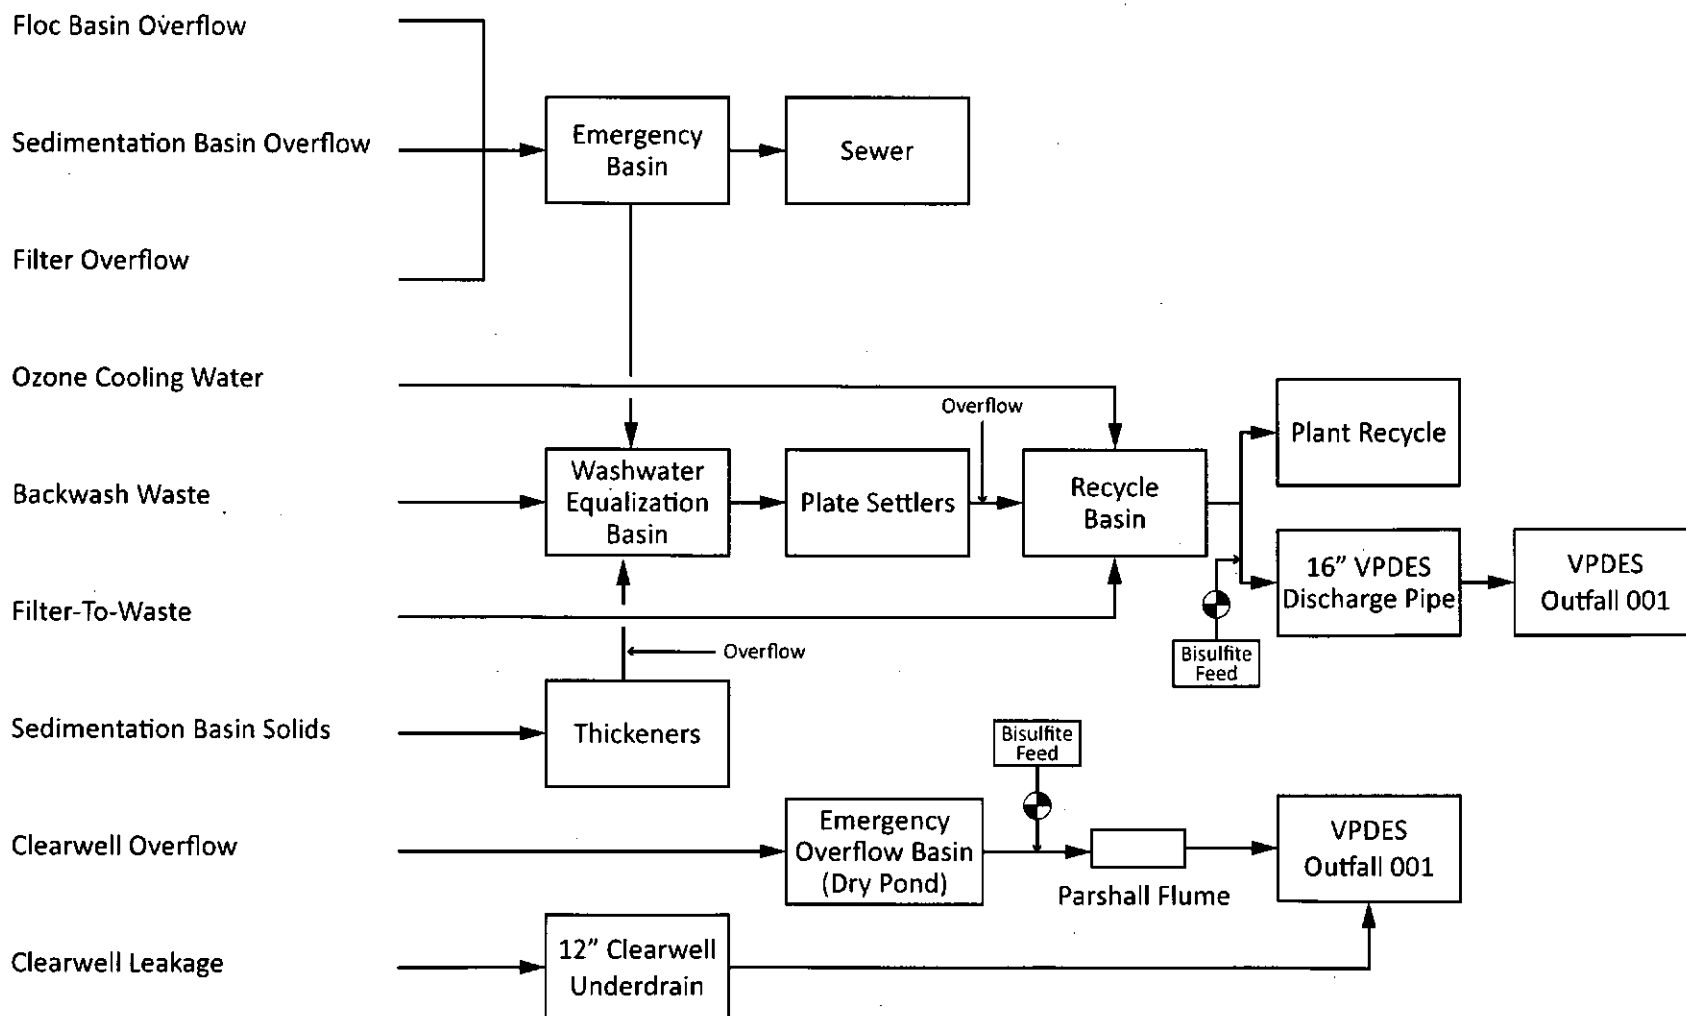 Floc Basin Overflow
Sedimentation Basin Overflow
Emergency
Basin
Sewer
Filter Overflow
Ozone Cooling Water
Overflow
Plant Recycle
Backwash Waste
Washwater
Equalization
Basin
Plate Settlers
Recycle
Basin
16” VPDES
Discharge Pipe
VPDES
Outfall 001
Filter-To-Waste
Overflow
Bisulfite
Feed
Sedimentation Basin Solids
Thickeners
Bisulfite
Feed
Clearwell Overflow
Emergency
Overflow Basin
(Dry Pond)
Parshall Flume
VPDES
Outfall 001
Clearwell Leakage
12” Clearwell
Underdrain